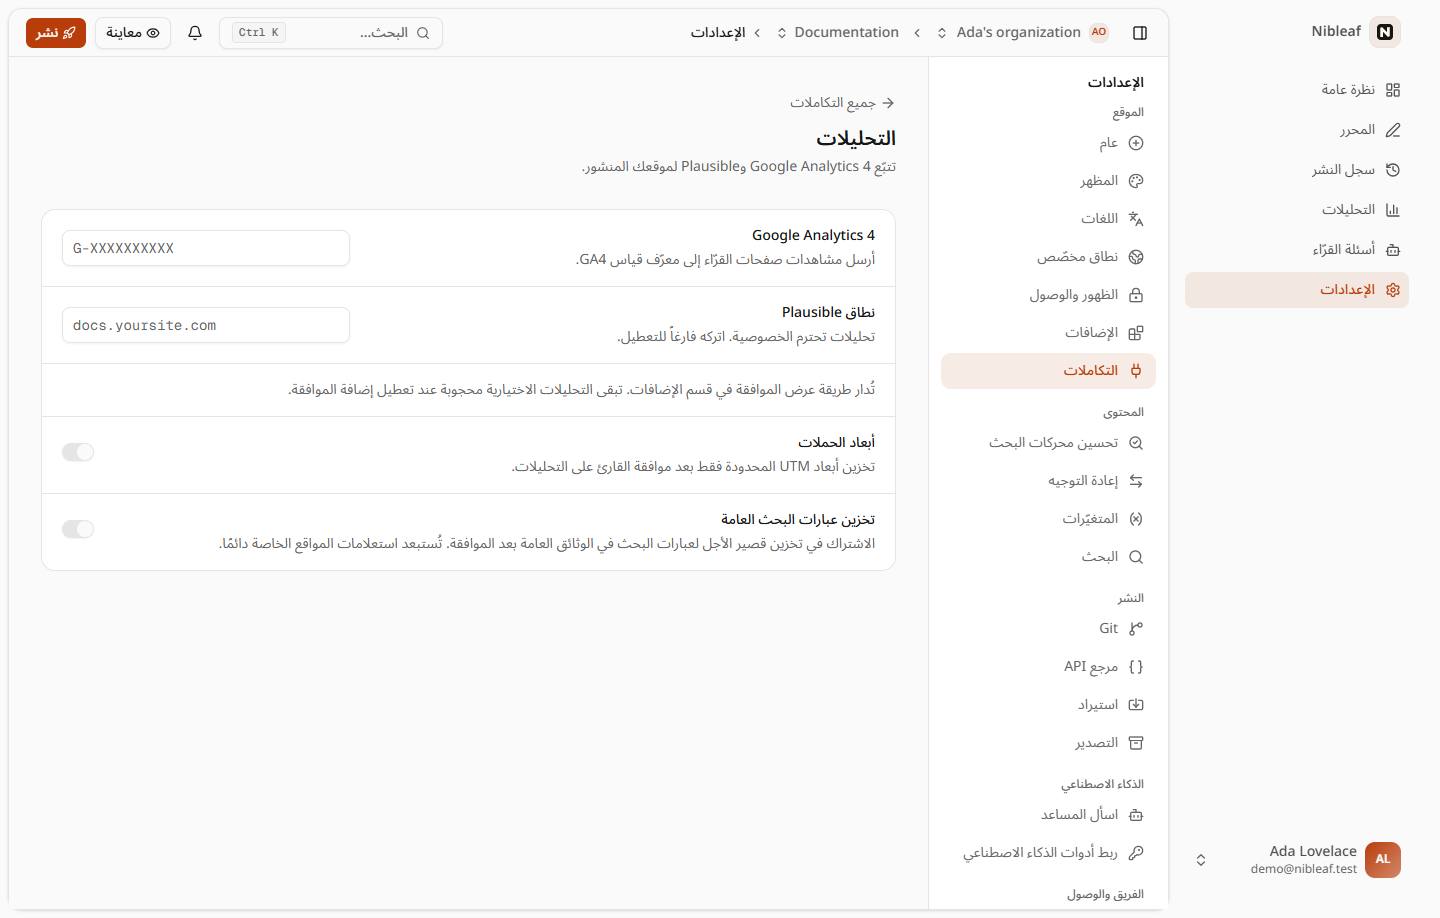 Nibleaf
نظرة عامة
المحرر
سجل النشر
التحليلات
أسئلة القرّاء
الإعدادات
Ada Lovelace
demo@nibleaf.test
AL
AO Ada's organization
Documentation
الإعدادات
البحث...
Ctrl K
معاينة
نشر
الإعدادات
الموقع
عام
المظهر
اللغات
نطاق مخصّص
الظهور والوصول
الإضافات
التكاملات
المحتوى
تحسين محركات البحث
إعادة التوجيه
المتغيّرات
البحث
النشر
Git
مرجع API
استيراد
التصدير
الذكاء الاصطناعي
اسأل المساعد
ربط أدوات الذكاء الاصطناعي
الفريق والوصول
جميع التكاملات
التحليلات
تتبّع Google Analytics 4 وPlausible لموقعك المنشور.
Google Analytics 4
أرسل مشاهدات صفحات القرّاء إلى معرّف قياس GA4.
G-XXXXXXXXXX
نطاق Plausible
تحليلات تحترم الخصوصية. اتركه فارغاً للتعطيل.
docs.yoursite.com
تُدار طريقة عرض الموافقة في قسم الإضافات. تبقى التحليلات الاختيارية محجوبة عند تعطيل إضافة الموافقة.
أبعاد الحملات
تخزين أبعاد UTM المحدودة فقط بعد موافقة القارئ على التحليلات.
تخزين عبارات البحث العامة
الاشتراك في تخزين قصير الأجل لعبارات البحث في الوثائق العامة بعد الموافقة. تُستبعد استعلامات المواقع الخاصة دائمًا.